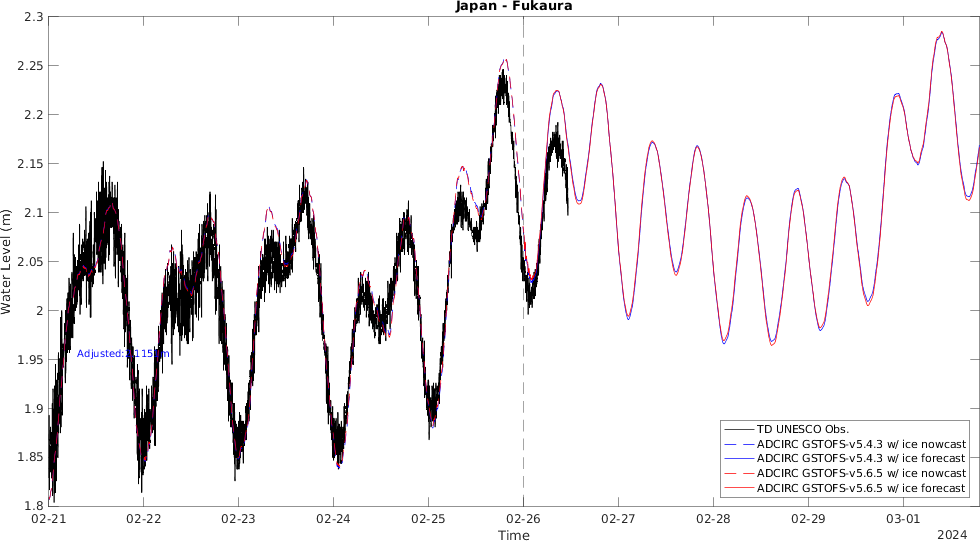 Japan - Fukaura
Water Level (m)
2.3
2.25
2.2
2.15
2.1
2.05
2
1.95
1.9
1.85
1.8
Adjusted:
TD UNESCO Obs.
ADCIRC GSTOFS-v5.4.3 w/ ice nowcast
ADCIRC GSTOFS-v5.4.3 w/ ice forecast
ADCIRC GSTOFS-v5.6.5 w/ ice nowcast
ADCIRC GSTOFS-v5.6.5 w/ ice forecast
02-21 02-22 02-23 02-24 02-25 02-26 02-27 02-28 02-29 03-01
Time
2024